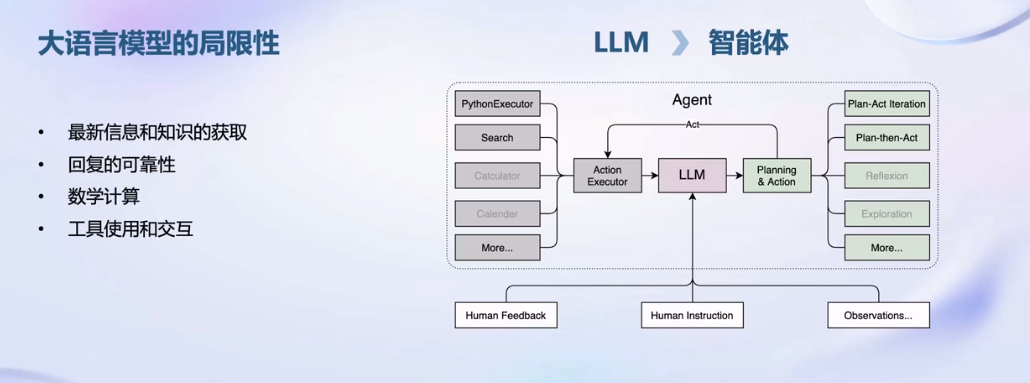 大语言模型的局限性
• 最新信息和知识的获取
• 回复的可靠性
• 数学计算
• 工具使用和交互
LLM 智能体
Agent
PythonExecutor
Search
Calculator
Calender
More...
Act
Action
Executor
LLM
Planning
& Action
Plan-Act Iteration
Plan-then-Act
Reflexion
Exploration
More...
Human Feedback
Human Instruction
Observations...